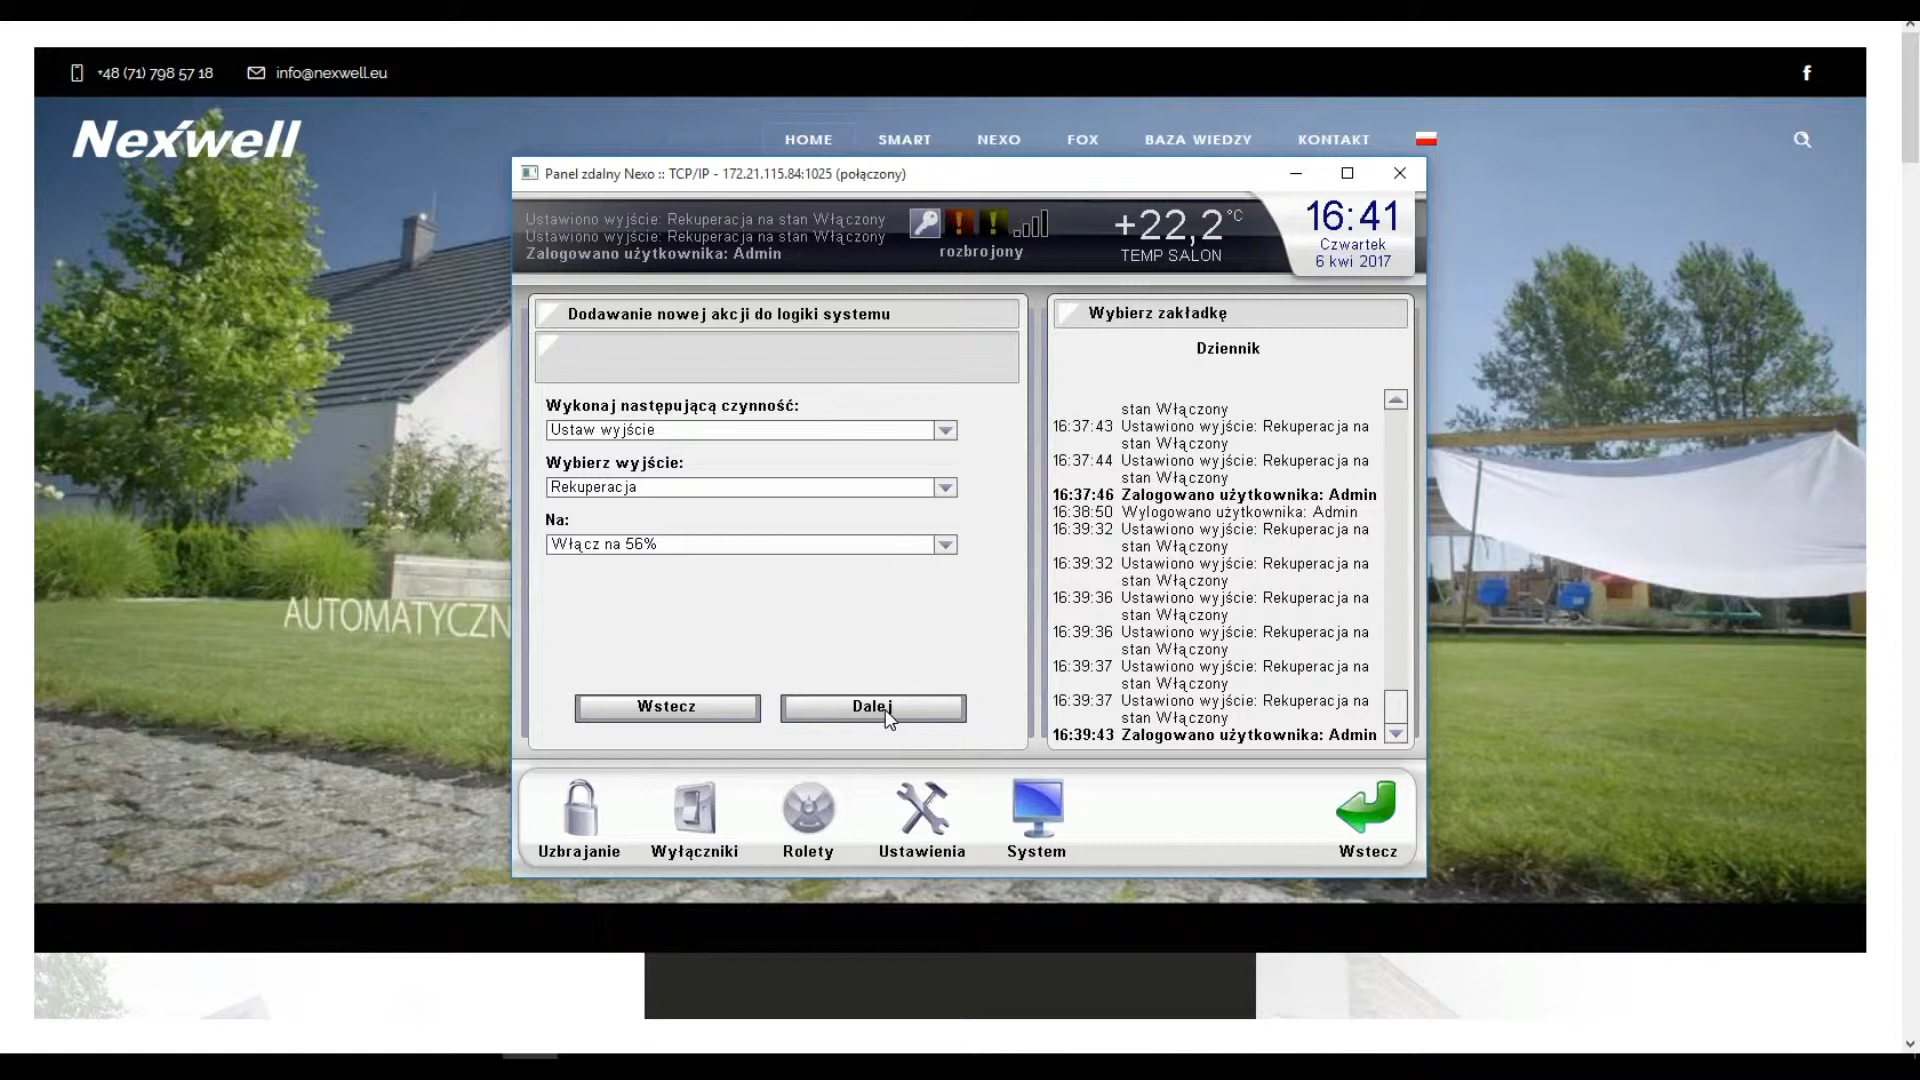 +48 (71) 798 57 18
info@nexwell.eu
f
Nexwell
HOME
SMART
NEXO
FOX
BAZA WIEDZY
KONTAKT
Panel zdalny Nexo :: TCP/IP - 172.21.115.84:1025 (połączony)
Ustawiono wyjście: Rekuperacja na stan Włączony
Ustawiono wyjście: Rekuperacja na stan Włączony
Zalogowano użytkownika: Admin
rozbrojony
+22,2°C
TEMP SALON
16:41
Czwartek
6 kwi 2017
Dodawanie nowej akcji do logiki systemu
Wykonaj następującą czynność:
Ustaw wyjście
Wybierz wyjście:
Rekuperacja
Na:
Włącz na 56%
Wstecz
Dalej
Wybierz zakładkę
Dziennik
stan Włączony
16:37:43 Ustawiono wyjście: Rekuperacja na
stan Włączony
16:37:44 Ustawiono wyjście: Rekuperacja na
stan Włączony
16:37:46 Zalogowano użytkownika: Admin
16:38:50 Wylogowano użytkownika: Admin
16:39:32 Ustawiono wyjście: Rekuperacja na
stan Włączony
16:39:32 Ustawiono wyjście: Rekuperacja na
stan Włączony
16:39:36 Ustawiono wyjście: Rekuperacja na
stan Włączony
16:39:36 Ustawiono wyjście: Rekuperacja na
stan Włączony
16:39:37 Ustawiono wyjście: Rekuperacja na
stan Włączony
16:39:37 Ustawiono wyjście: Rekuperacja na
stan Włączony
16:39:43 Zalogowano użytkownika: Admin
AUTOMATYCZN
Uzbrajanie
Wyłączniki
Rolety
Ustawienia
System
Wstecz